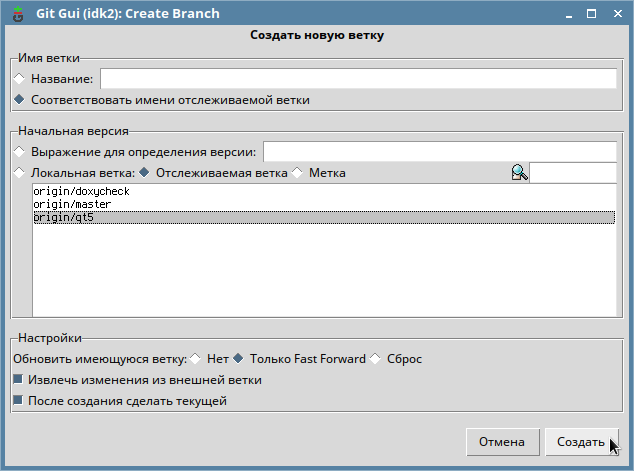 Git Gui (idk2): Create Branch
Создать новую ветку
Имя ветки
Название:
Соответствовать имени отслеживаемой ветки
Начальная версия
Выражение для определения версии:
Локальная ветка: Отслеживаемая ветка Метка
origin/doxycheck
origin/master
origin/qt5
Настройки
Обновить имеющуюся ветку: Нет Только Fast Forward Сброс
Извлечь изменения из внешней ветки
После создания сделать текущей
Отмена Создать